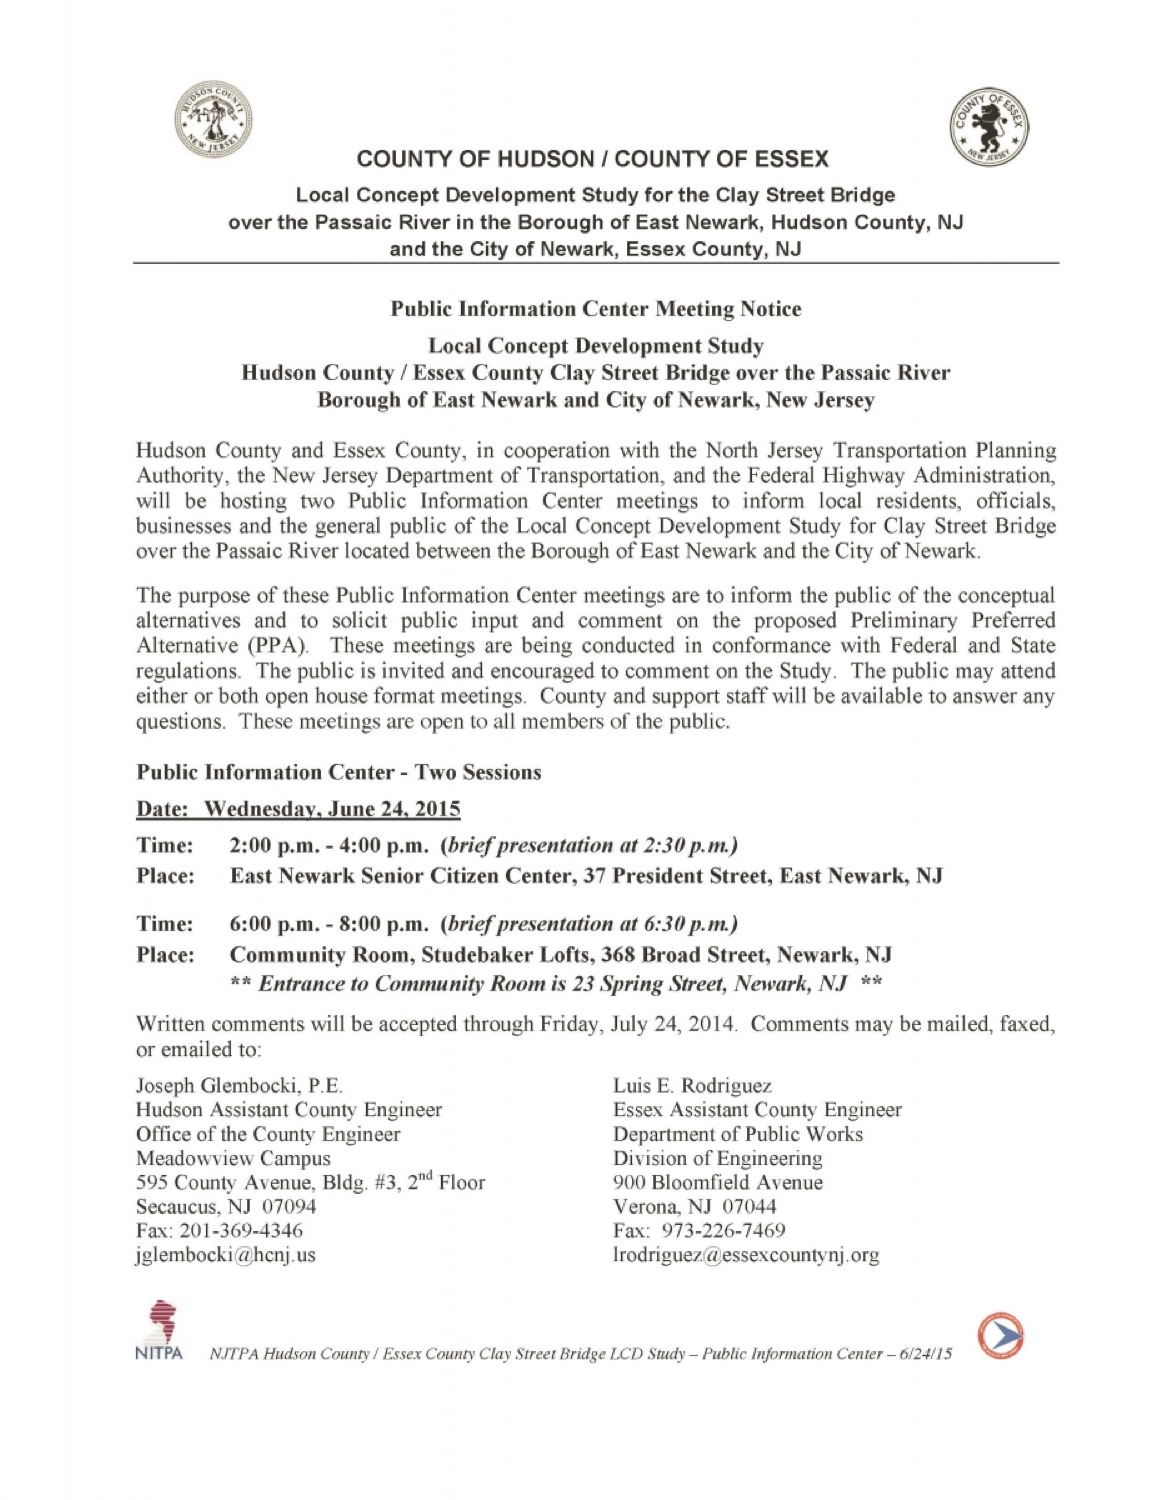 HUDSON COUNTY
NEW JERSEY
COUNTY OF ESSEX
NEW JERSEY
COUNTY OF HUDSON / COUNTY OF ESSEX
Local Concept Development Study for the Clay Street Bridge
over the Passaic River in the Borough of East Newark, Hudson County, NJ
and the City of Newark, Essex County, NJ
Public Information Center Meeting Notice
Local Concept Development Study
Hudson County / Essex County Clay Street Bridge over the Passaic River
Borough of East Newark and City of Newark, New Jersey
Hudson County and Essex County, in cooperation with the North Jersey Transportation Planning
Authority, the New Jersey Department of Transportation, and the Federal Highway Administration,
will be hosting two Public Information Center meetings to inform local residents, officials,
businesses and the general public of the Local Concept Development Study for Clay Street Bridge
over the Passaic River located between the Borough of East Newark and the City of Newark.
The purpose of these Public Information Center meetings are to inform the public of the conceptual
alternatives and to solicit public input and comment on the proposed Preliminary Preferred
Alternative (PPA). These meetings are being conducted in conformance with Federal and State
regulations. The public is invited and encouraged to comment on the Study. The public may attend
either or both open house format meetings. County and support staff will be available to answer any
questions. These meetings are open to all members of the public.
Public Information Center - Two Sessions
Date: Wednesday, June 24, 2015
Time: 2:00 p.m. - 4:00 p.m. (brief presentation at 2:30 p.m.)
Place: East Newark Senior Citizen Center, 37 President Street, East Newark, NJ
Time: 6:00 p.m. - 8:00 p.m. (brief presentation at 6:30 p.m.)
Place: Community Room, Studebaker Lofts, 368 Broad Street, Newark, NJ
** Entrance to Community Room is 23 Spring Street, Newark, NJ **
Written comments will be accepted through Friday, July 24, 2014. Comments may be mailed, faxed,
or emailed to:
Joseph Glembocki, P.E.
Hudson Assistant County Engineer
Office of the County Engineer
Meadowview Campus
595 County Avenue, Bldg. #3, 2nd Floor
Secaucus, NJ 07094
Fax: 201-369-4346
jglembocki@hcnj.us
Luis E. Rodriguez
Essex Assistant County Engineer
Department of Public Works
Division of Engineering
900 Bloomfield Avenue
Verona, NJ 07044
Fax: 973-226-7469
lrodriguez@essexcountynj.org
NJTPA
NJTPA Hudson County / Essex County Clay Street Bridge LCD Study – Public Information Center – 6/24/15